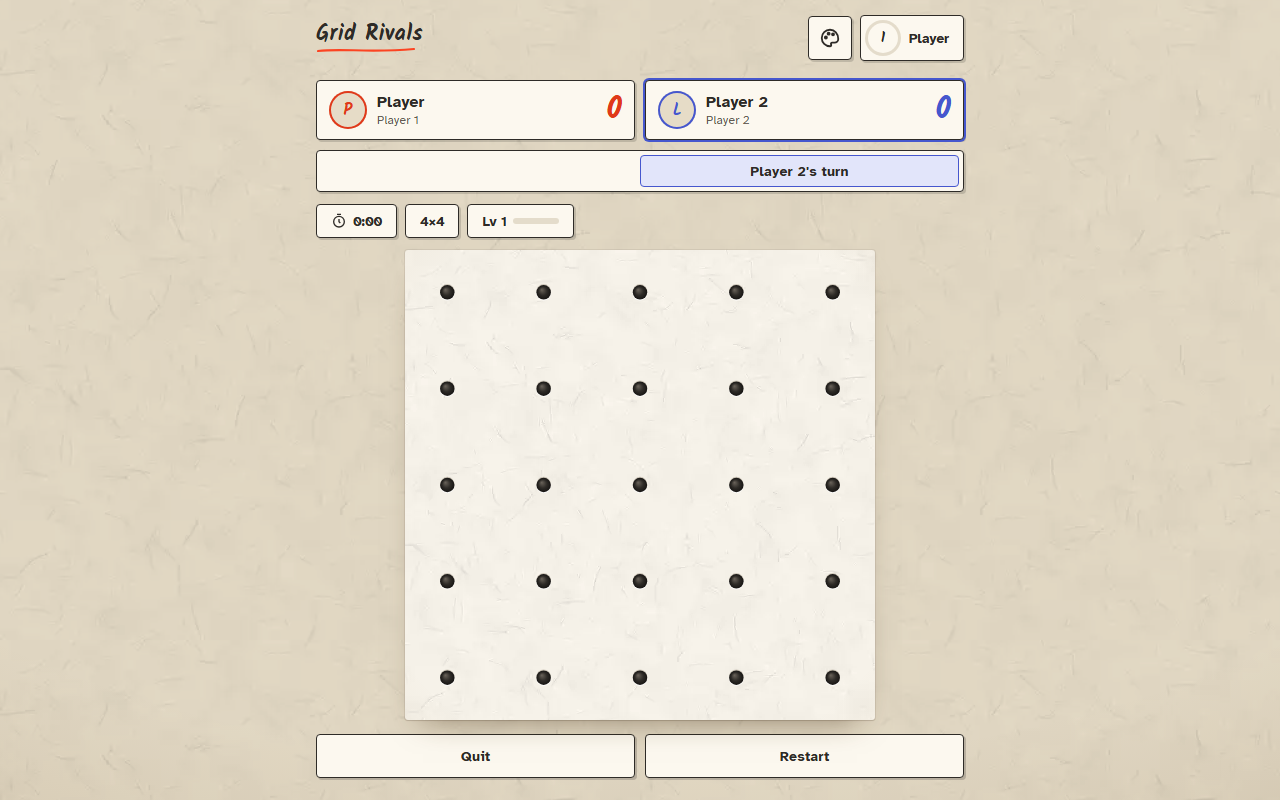 Grid Rivals
I Player
P Player 0
Player 1
L Player 2 0
Player 2
Player 2's turn
0:00 4×4 Lv 1
Quit Restart